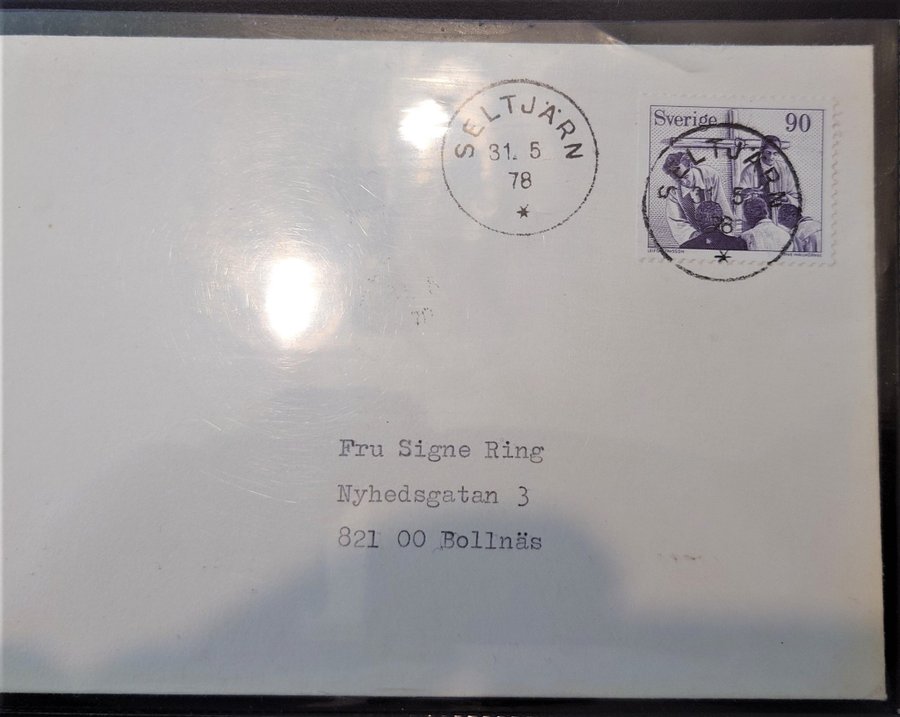 SELTJÄRN
31. 5
78
Sverige 90
SELTJÄRN
Fru Signe Ring
Nyhedsgatan 3
821 00 Bollnäs